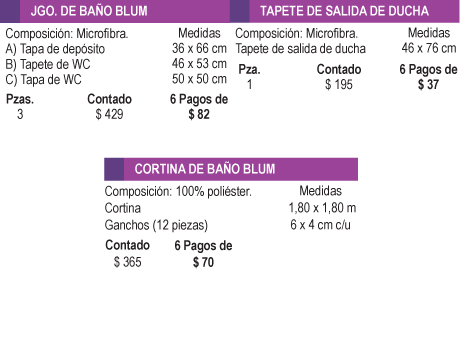 JGO. DE BAÑO BLUM
Composición: Microfibra. Medidas
A) Tapa de depósito 36 x 66 cm
B) Tapete de WC 46 x 53 cm
C) Tapa de WC 50 x 50 cm
Pzas. Contado 6 Pagos de
3 $ 429 $ 82
TAPETE DE SALIDA DE DUCHA
Composición: Microfibra. Medidas
Tapete de salida de ducha 46 x 76 cm
Pza. Contado 6 Pagos de
1 $ 195 $ 37
CORTINA DE BAÑO BLUM
Composición: 100% poliéster. Medidas
Cortina 1,80 x 1,80 m
Ganchos (12 piezas) 6 x 4 cm c/u
Contado 6 Pagos de
$ 365 $ 70